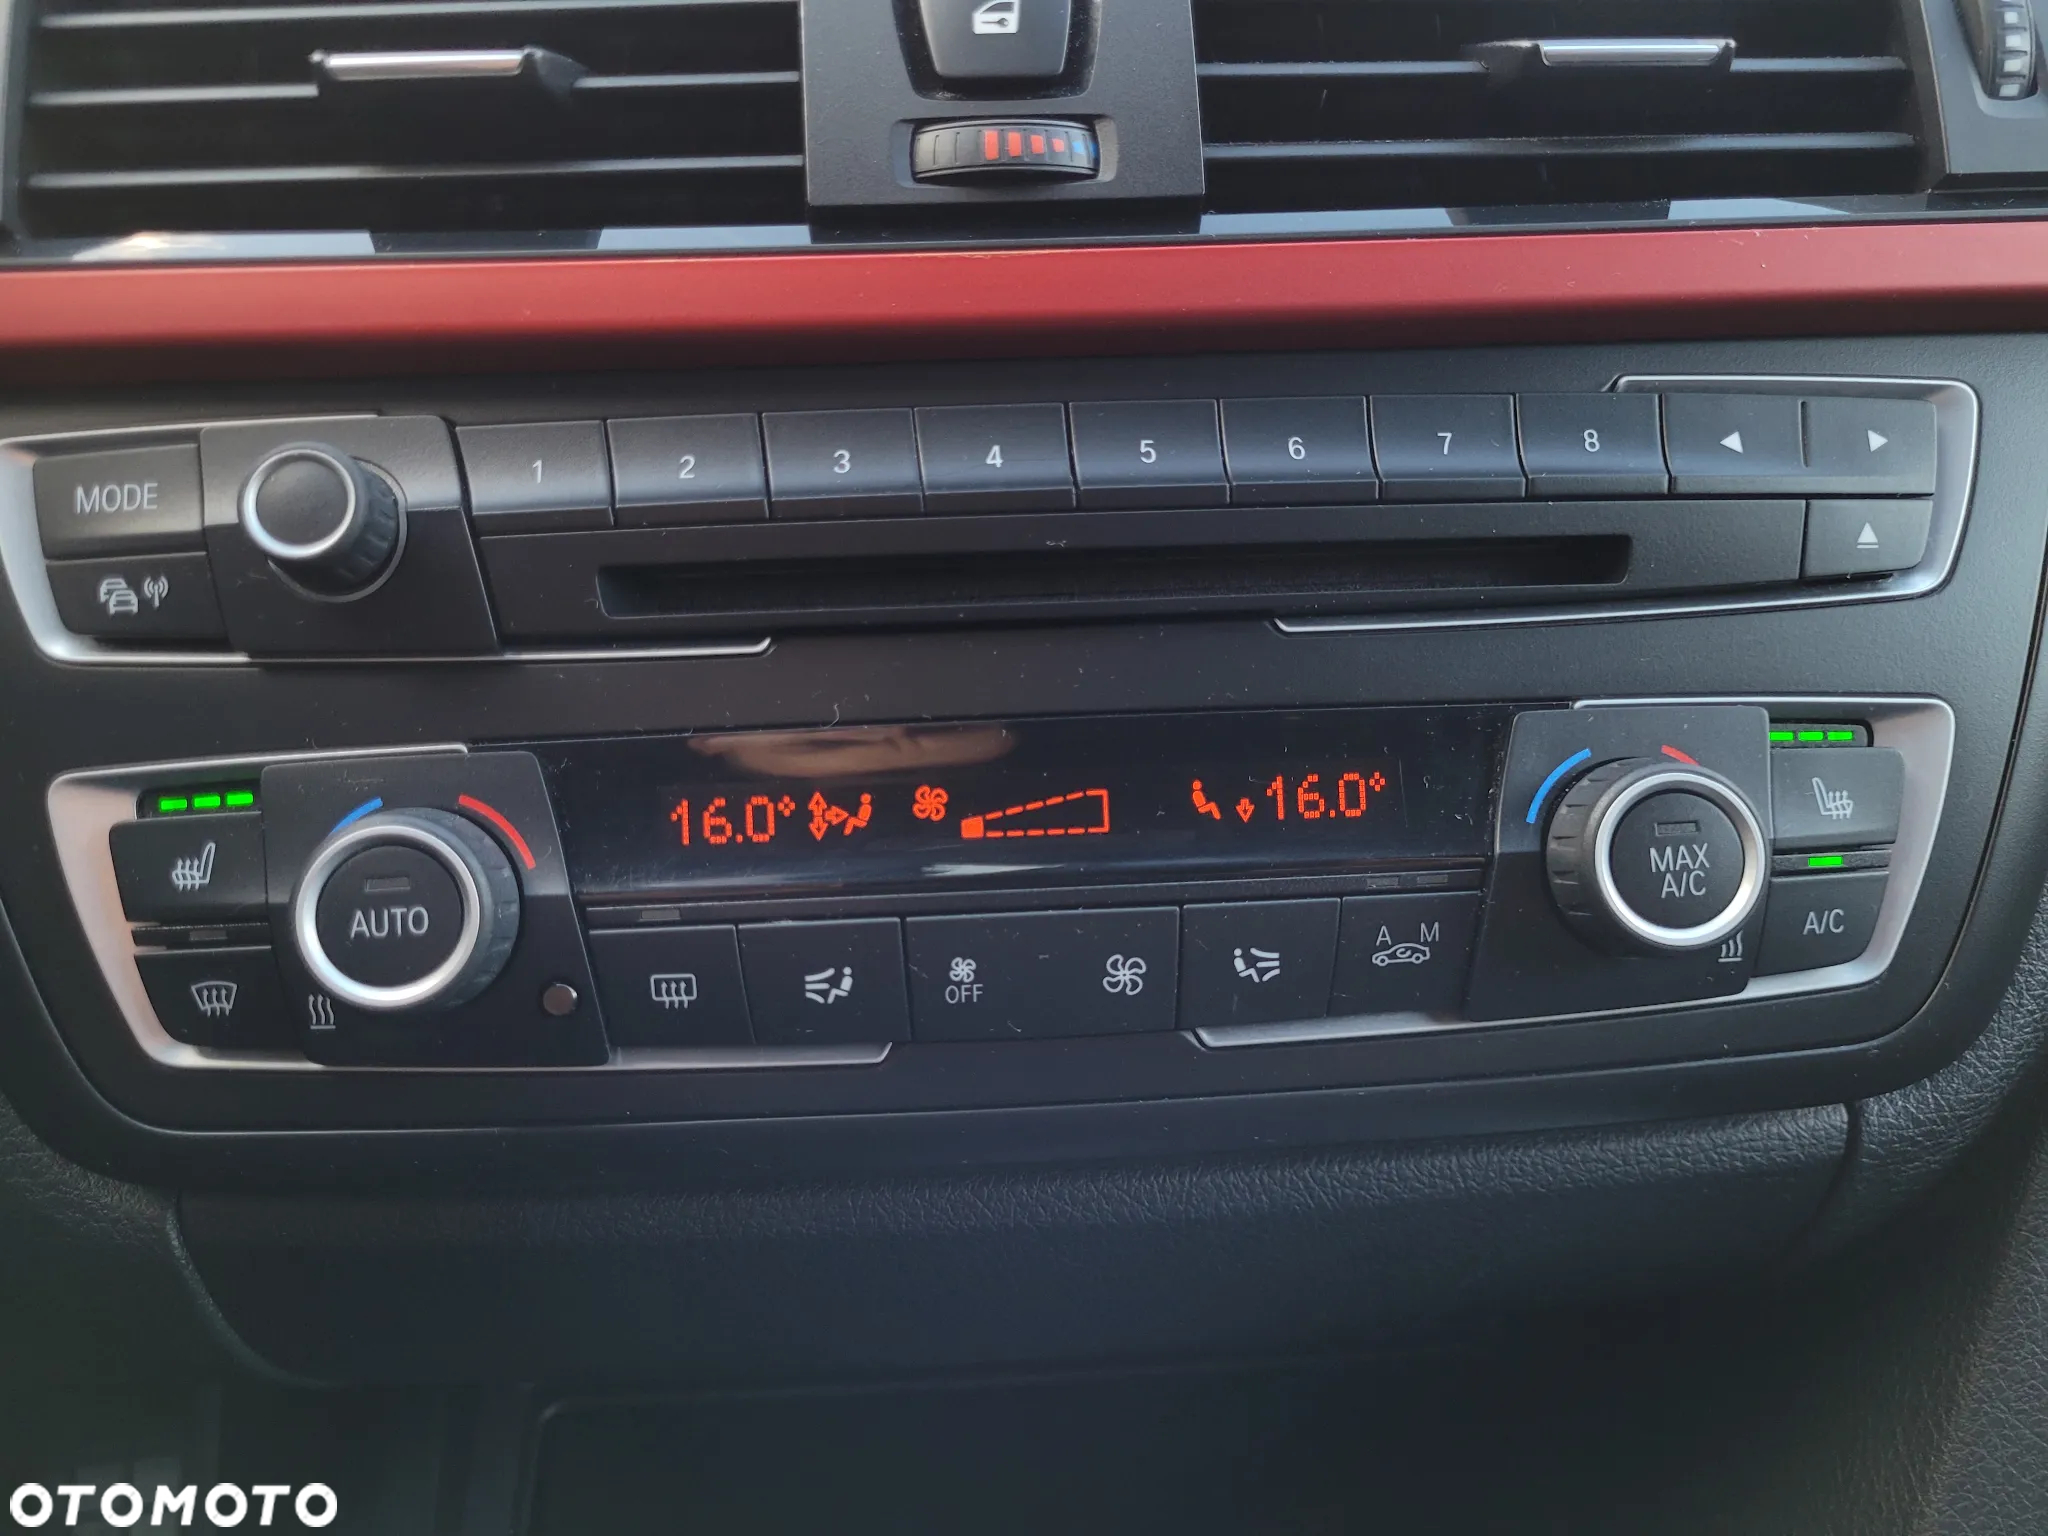 1 2 3 4 5 6 7 8
MODE
16.0° 16.0°
AUTO
MAX
A/C
A/C
A M
OFF
OTOMOTO